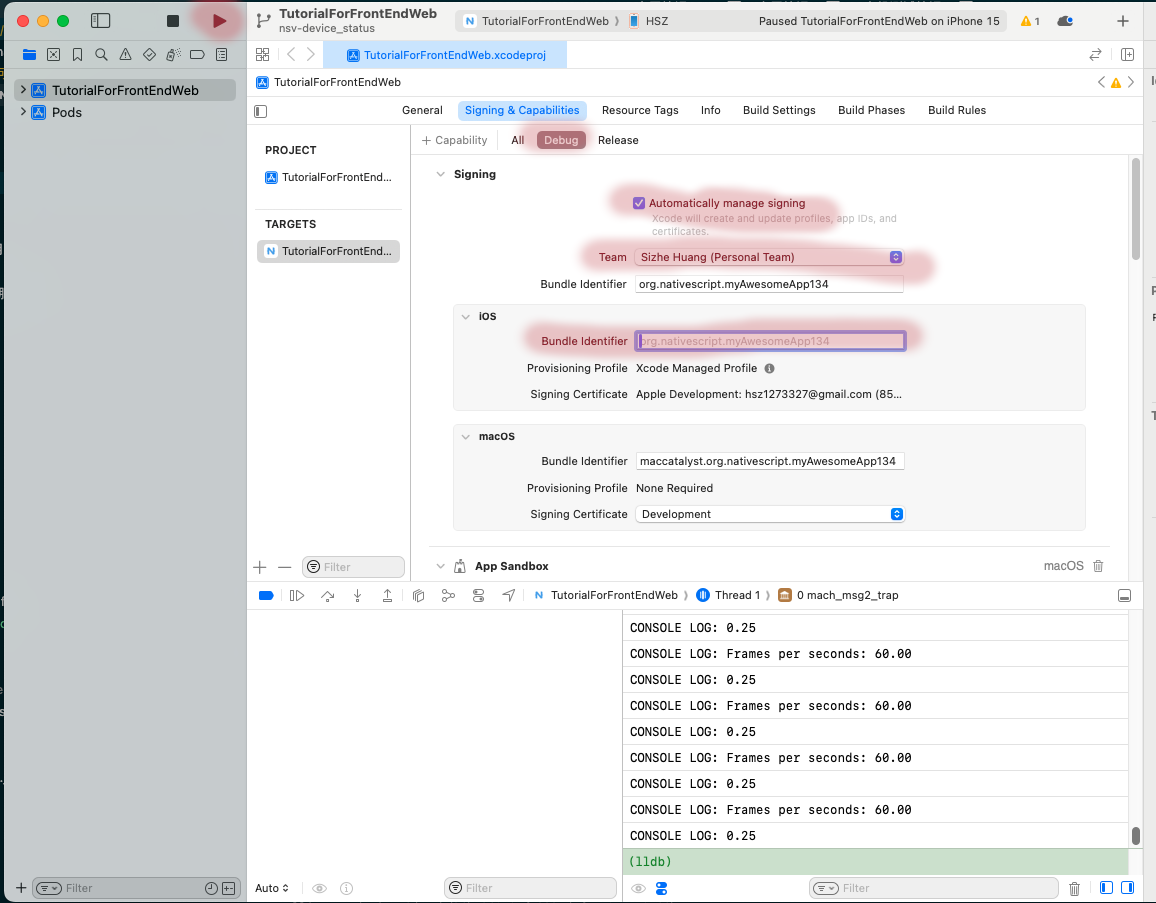 TutorialForFrontEndWeb
nsv-device_status
TutorialForFrontEndWeb
HSZ
Paused TutorialForFrontEndWeb on iPhone 15
1
TutorialForFrontEndWeb.xcodeproj
TutorialForFrontEndWeb
Pods
TutorialForFrontEndWeb
General
Signing & Capabilities
Resource Tags
Info
Build Settings
Build Phases
Build Rules
PROJECT
TutorialForFrontEnd...
TARGETS
TutorialForFrontEnd...
Filter
+ Capability
All
Debug
Release
Signing
Automatically manage signing
Xcode will create and update profiles, app IDs, and
certificates.
Team
Sizhe Huang (Personal Team)
Bundle Identifier
org.nativescript.myAwesomeApp134
iOS
Bundle Identifier
org.nativescript.myAwesomeApp134
Provisioning Profile
Xcode Managed Profile
Signing Certificate
Apple Development: hsz1273327@gmail.com (85...
macOS
Bundle Identifier
maccatalyst.org.nativescript.myAwesomeApp134
Provisioning Profile
None Required
Signing Certificate
Development
App Sandbox
macOS
TutorialForFrontEndWeb
Thread 1
0 mach_msg2_trap
CONSOLE LOG: 0.25
CONSOLE LOG: Frames per seconds: 60.00
CONSOLE LOG: 0.25
CONSOLE LOG: Frames per seconds: 60.00
CONSOLE LOG: 0.25
CONSOLE LOG: Frames per seconds: 60.00
CONSOLE LOG: 0.25
CONSOLE LOG: Frames per seconds: 60.00
CONSOLE LOG: 0.25
(lldb)
Filter
Auto
Filter
Filter